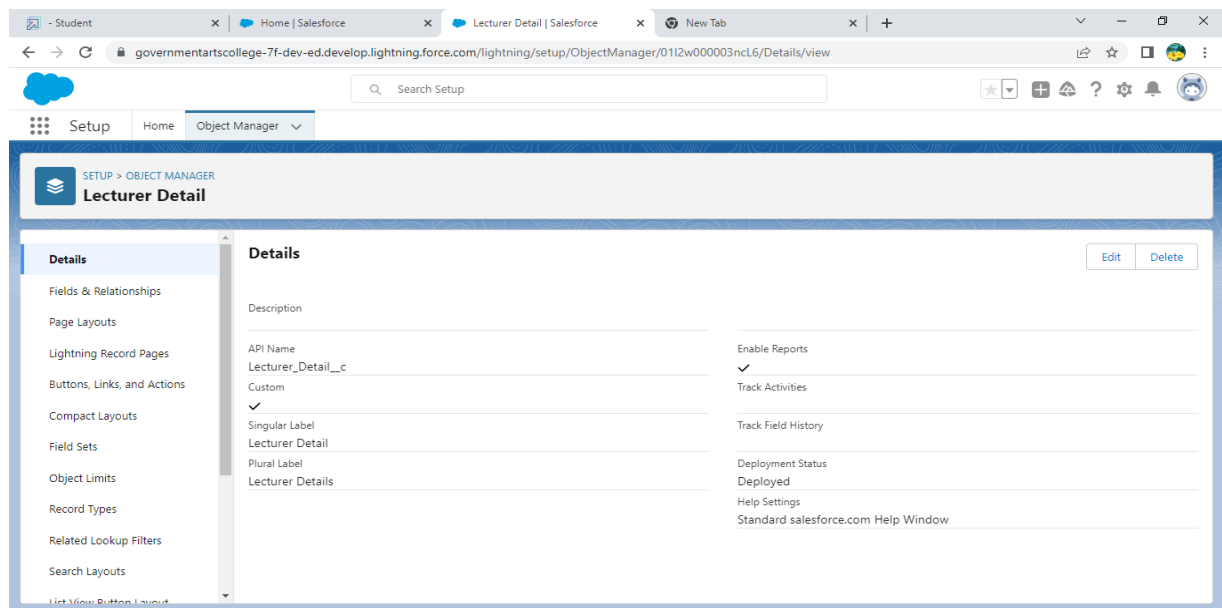 - Student
Home | Salesforce
Lecturer Detail | Salesforce
New Tab
governmentartscollege-7f-dev-ed.develop.lightning.force.com/lightning/setup/ObjectManager/01I2w000003ncL6/Details/view
Search Setup
Setup
Home
Object Manager
SETUP > OBJECT MANAGER
Lecturer Detail
Details
Fields & Relationships
Page Layouts
Lightning Record Pages
Buttons, Links, and Actions
Compact Layouts
Field Sets
Object Limits
Record Types
Related Lookup Filters
Search Layouts
List View Button Layout
Details
Edit
Delete
Description
API Name
Lecturer_Detail__c
Custom
Singular Label
Lecturer Detail
Plural Label
Lecturer Details
Enable Reports
Track Activities
Track Field History
Deployment Status
Deployed
Help Settings
Standard salesforce.com Help Window